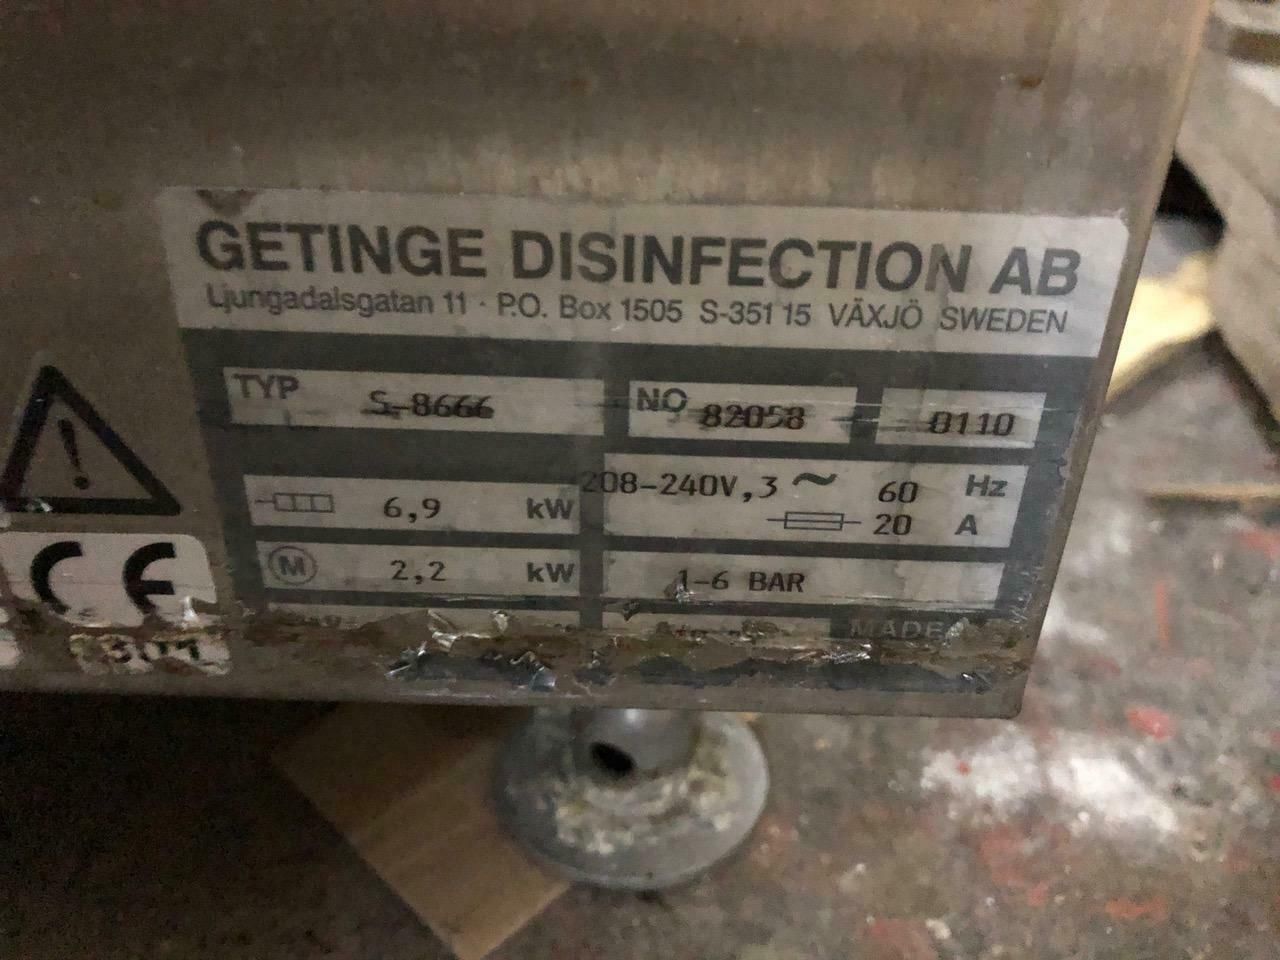 GETINGE DISINFECTION AB
Ljungadalsgatan 11 · P.O. Box 1505 S-351 15 VÄXJÖ SWEDEN
TYP S-8666 NO 82058 0110
6,9 kW 208-240V,3 ~ 60 Hz
20 A
M 2,2 kW 1-6 BAR
CE
MADE